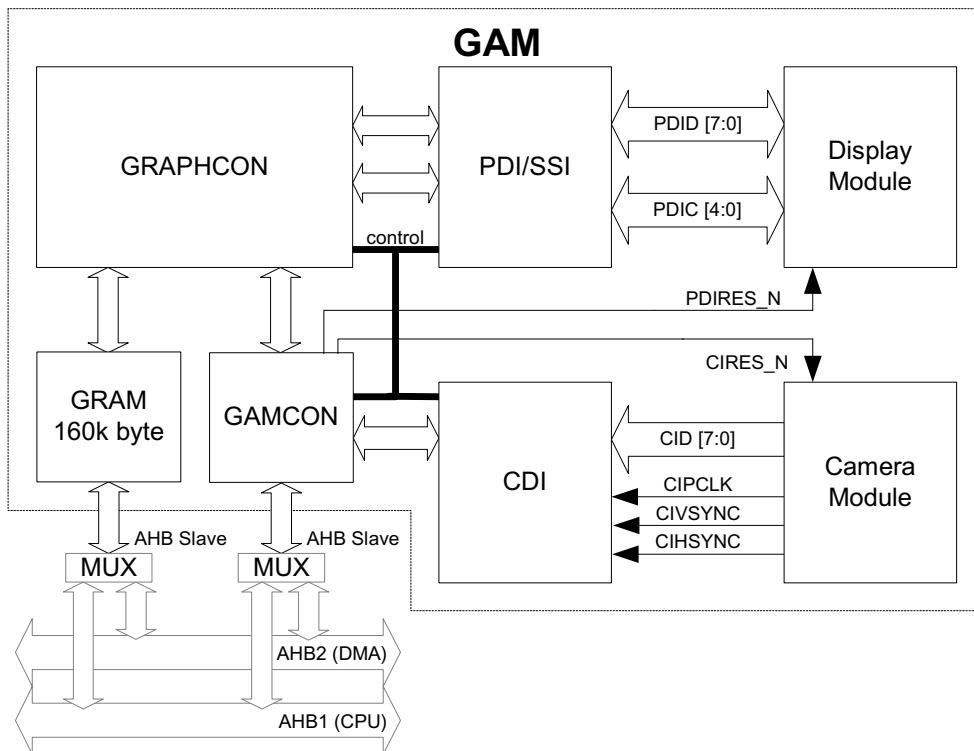 GAM
GRAPHCON
PDI/SSI
PDID [7:0]
PDIC [4:0]
Display
Module
control
PDIRES_N
CIRES_N
GRAM
160k byte
GAMCON
CDI
CID [7:0]
CIPCLK
CIVSYNC
CIHSYNC
Camera
Module
AHB Slave
AHB Slave
MUX
MUX
AHB2 (DMA)
AHB1 (CPU)